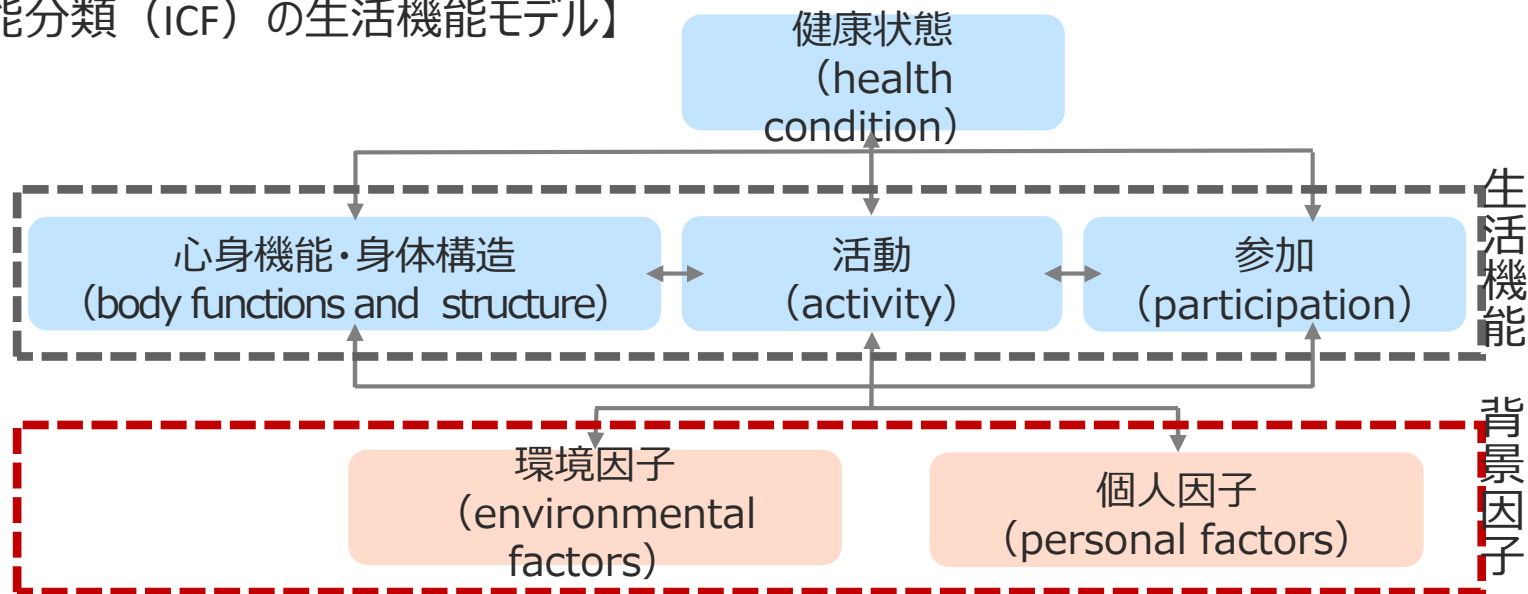 能分類（ICF）の生活機能モデル】
健康状態
（health
condition）
心身機能・身体構造
（body functions and structure）
活動
（activity）
参加
（participation）
生活機能
環境因子
（environmental
factors）
個人因子
（personal factors）
背景因子